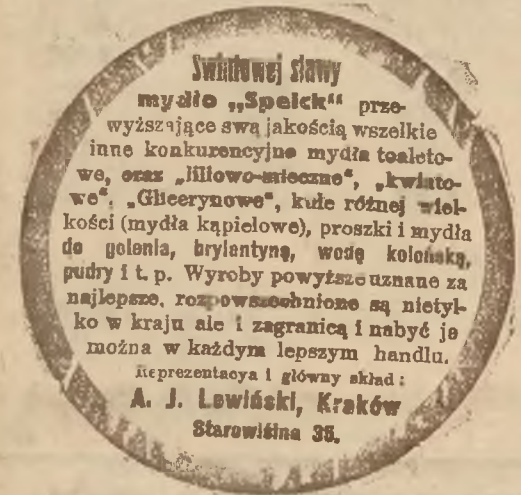 Światowej sławy
mydło „Speick“ prze-
wyższające swą jakością wszelkie
inne konkurencyjne mydła toaleto-
we, oraz „liliowo-mleczne“, „kwiato-
we“, „Glicerynowe“, kule różnej wiel-
kości (mydła kąpielowe), proszki i mydła
do golenia, brylantynę, wodę kolońską,
pudry i t. p. Wyroby powyższe uznane za
najlepsze, rozpowszechnione są nietyl-
ko w kraju ale i zagranicą i nabyć je
można w każdym lepszym handlu.
Reprezentacya i główny skład:
A. J. Lewiński, Kraków
Starowiślna 35.